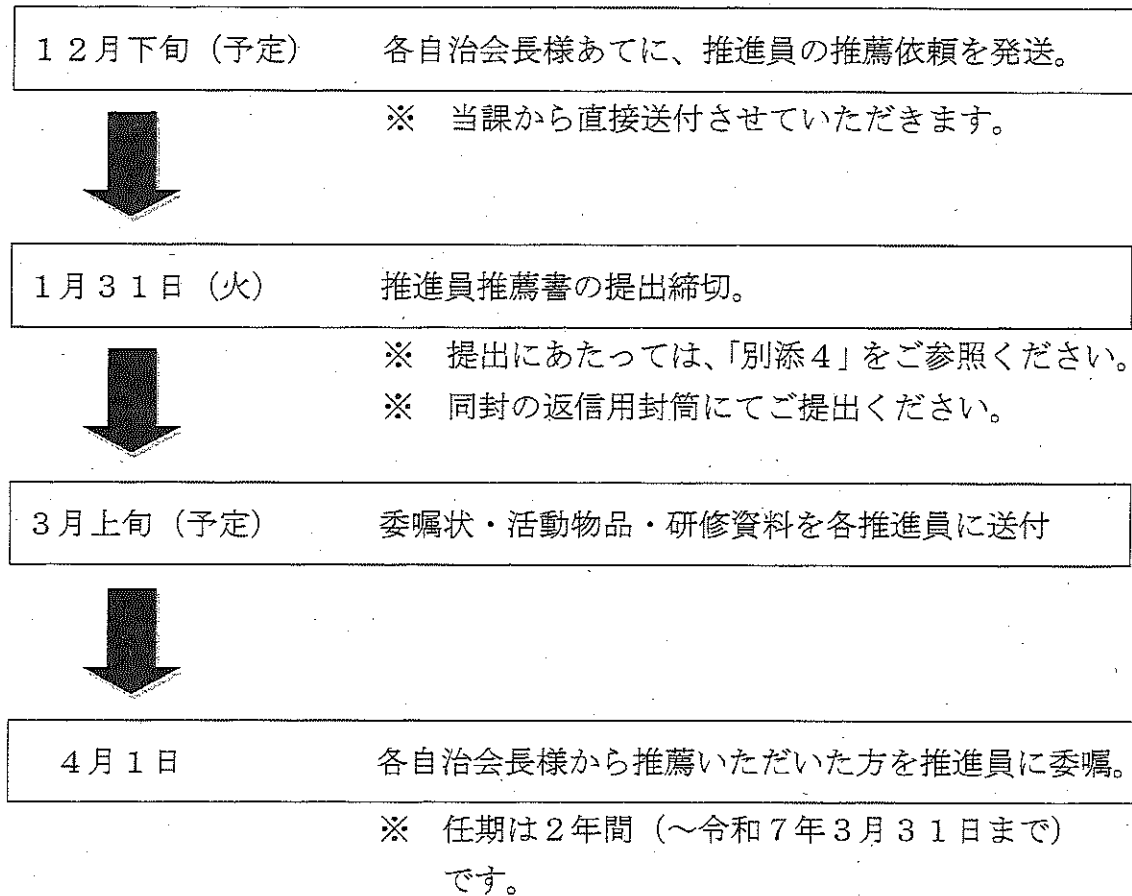 12月下旬（予定）　各自治会長様あてに、推進員の推薦依頼を発送。
※　当課から直接送付させていただきます。
1月31日（火）　推進員推薦書の提出締切。
※　提出にあたっては、「別添4」をご参照ください。
※　同封の返信用封筒にてご提出ください。
3月上旬（予定）　委嘱状・活動物品・研修資料を各推進員に送付
4月1日　各自治会長様から推薦いただいた方を推進員に委嘱。
※　任期は2年間（～令和7年3月31日まで）
です。